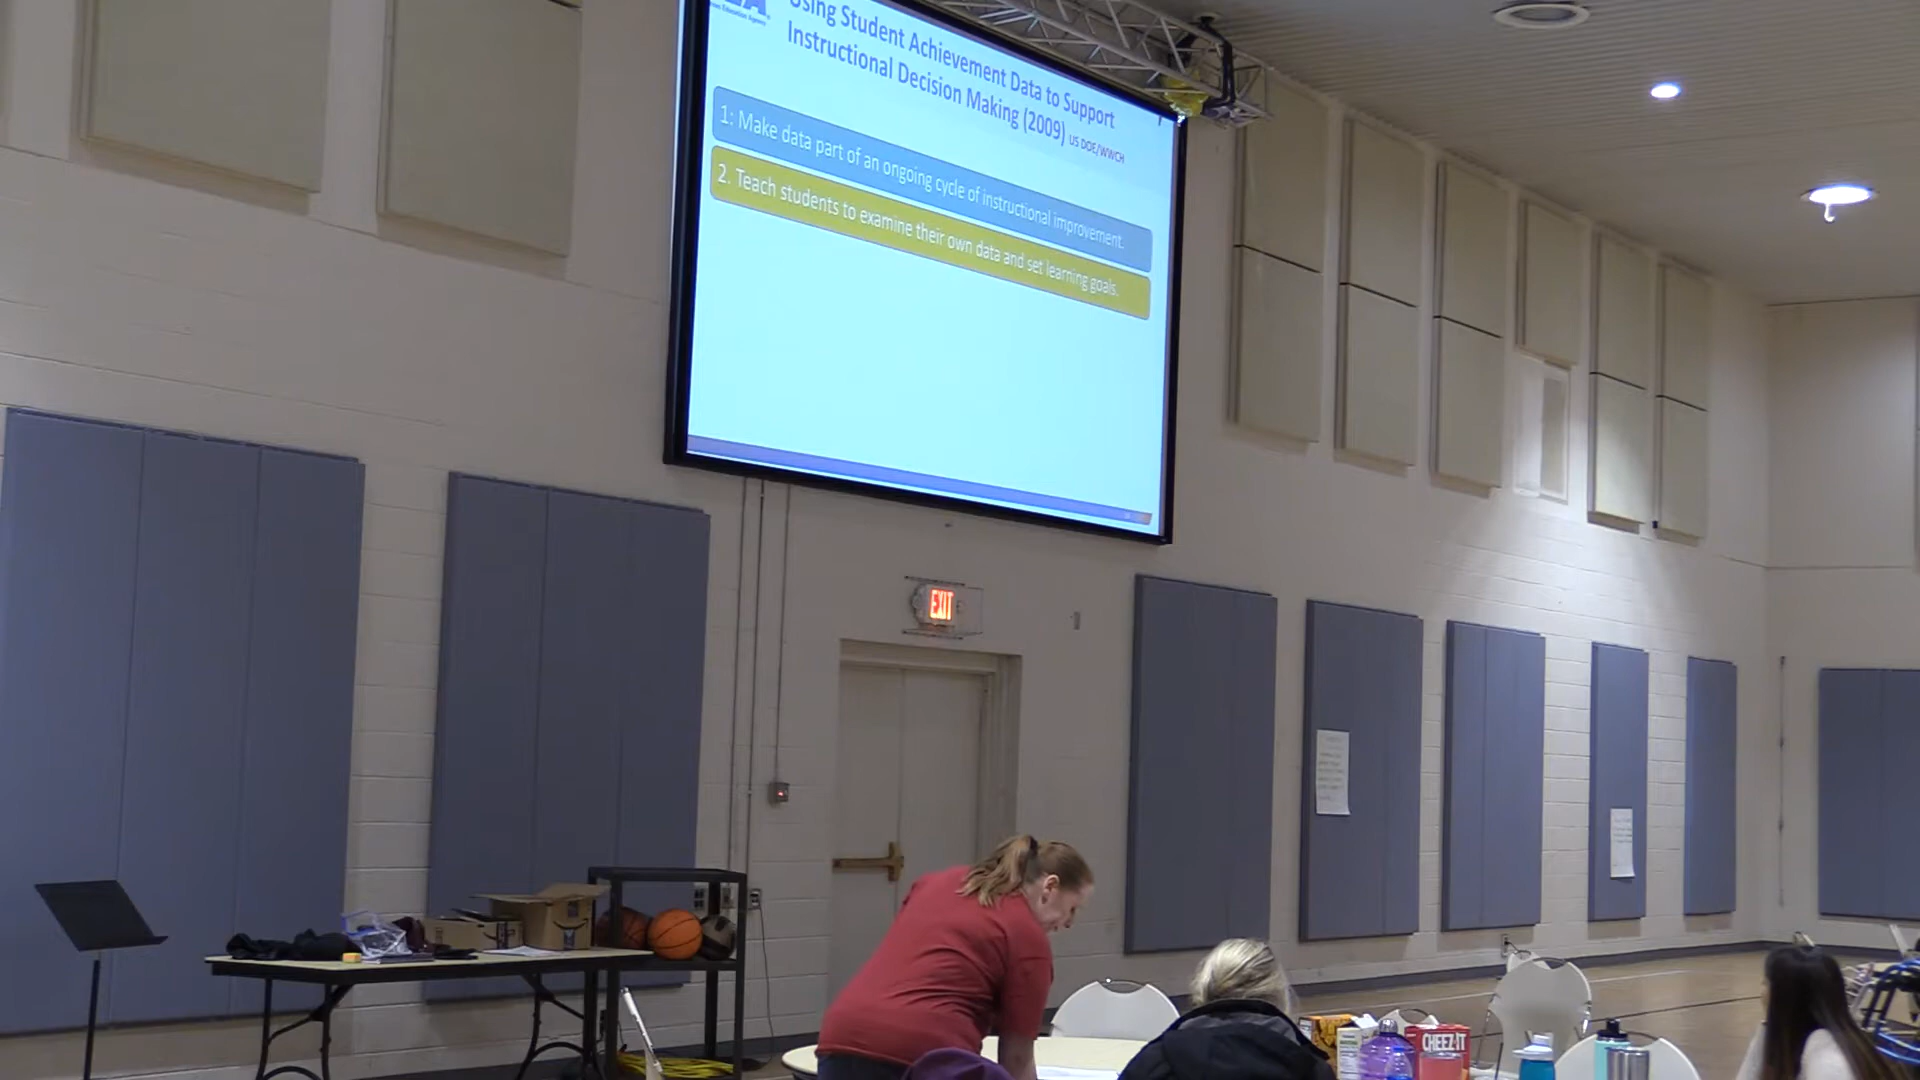 Using Student Achievement Data to Support
Instructional Decision Making (2009) US DOE/WWCH
1: Make data part of an ongoing cycle of instructional improvement.
2. Teach students to examine their own data and set learning goals.
EXIT
CHEEZ-IT